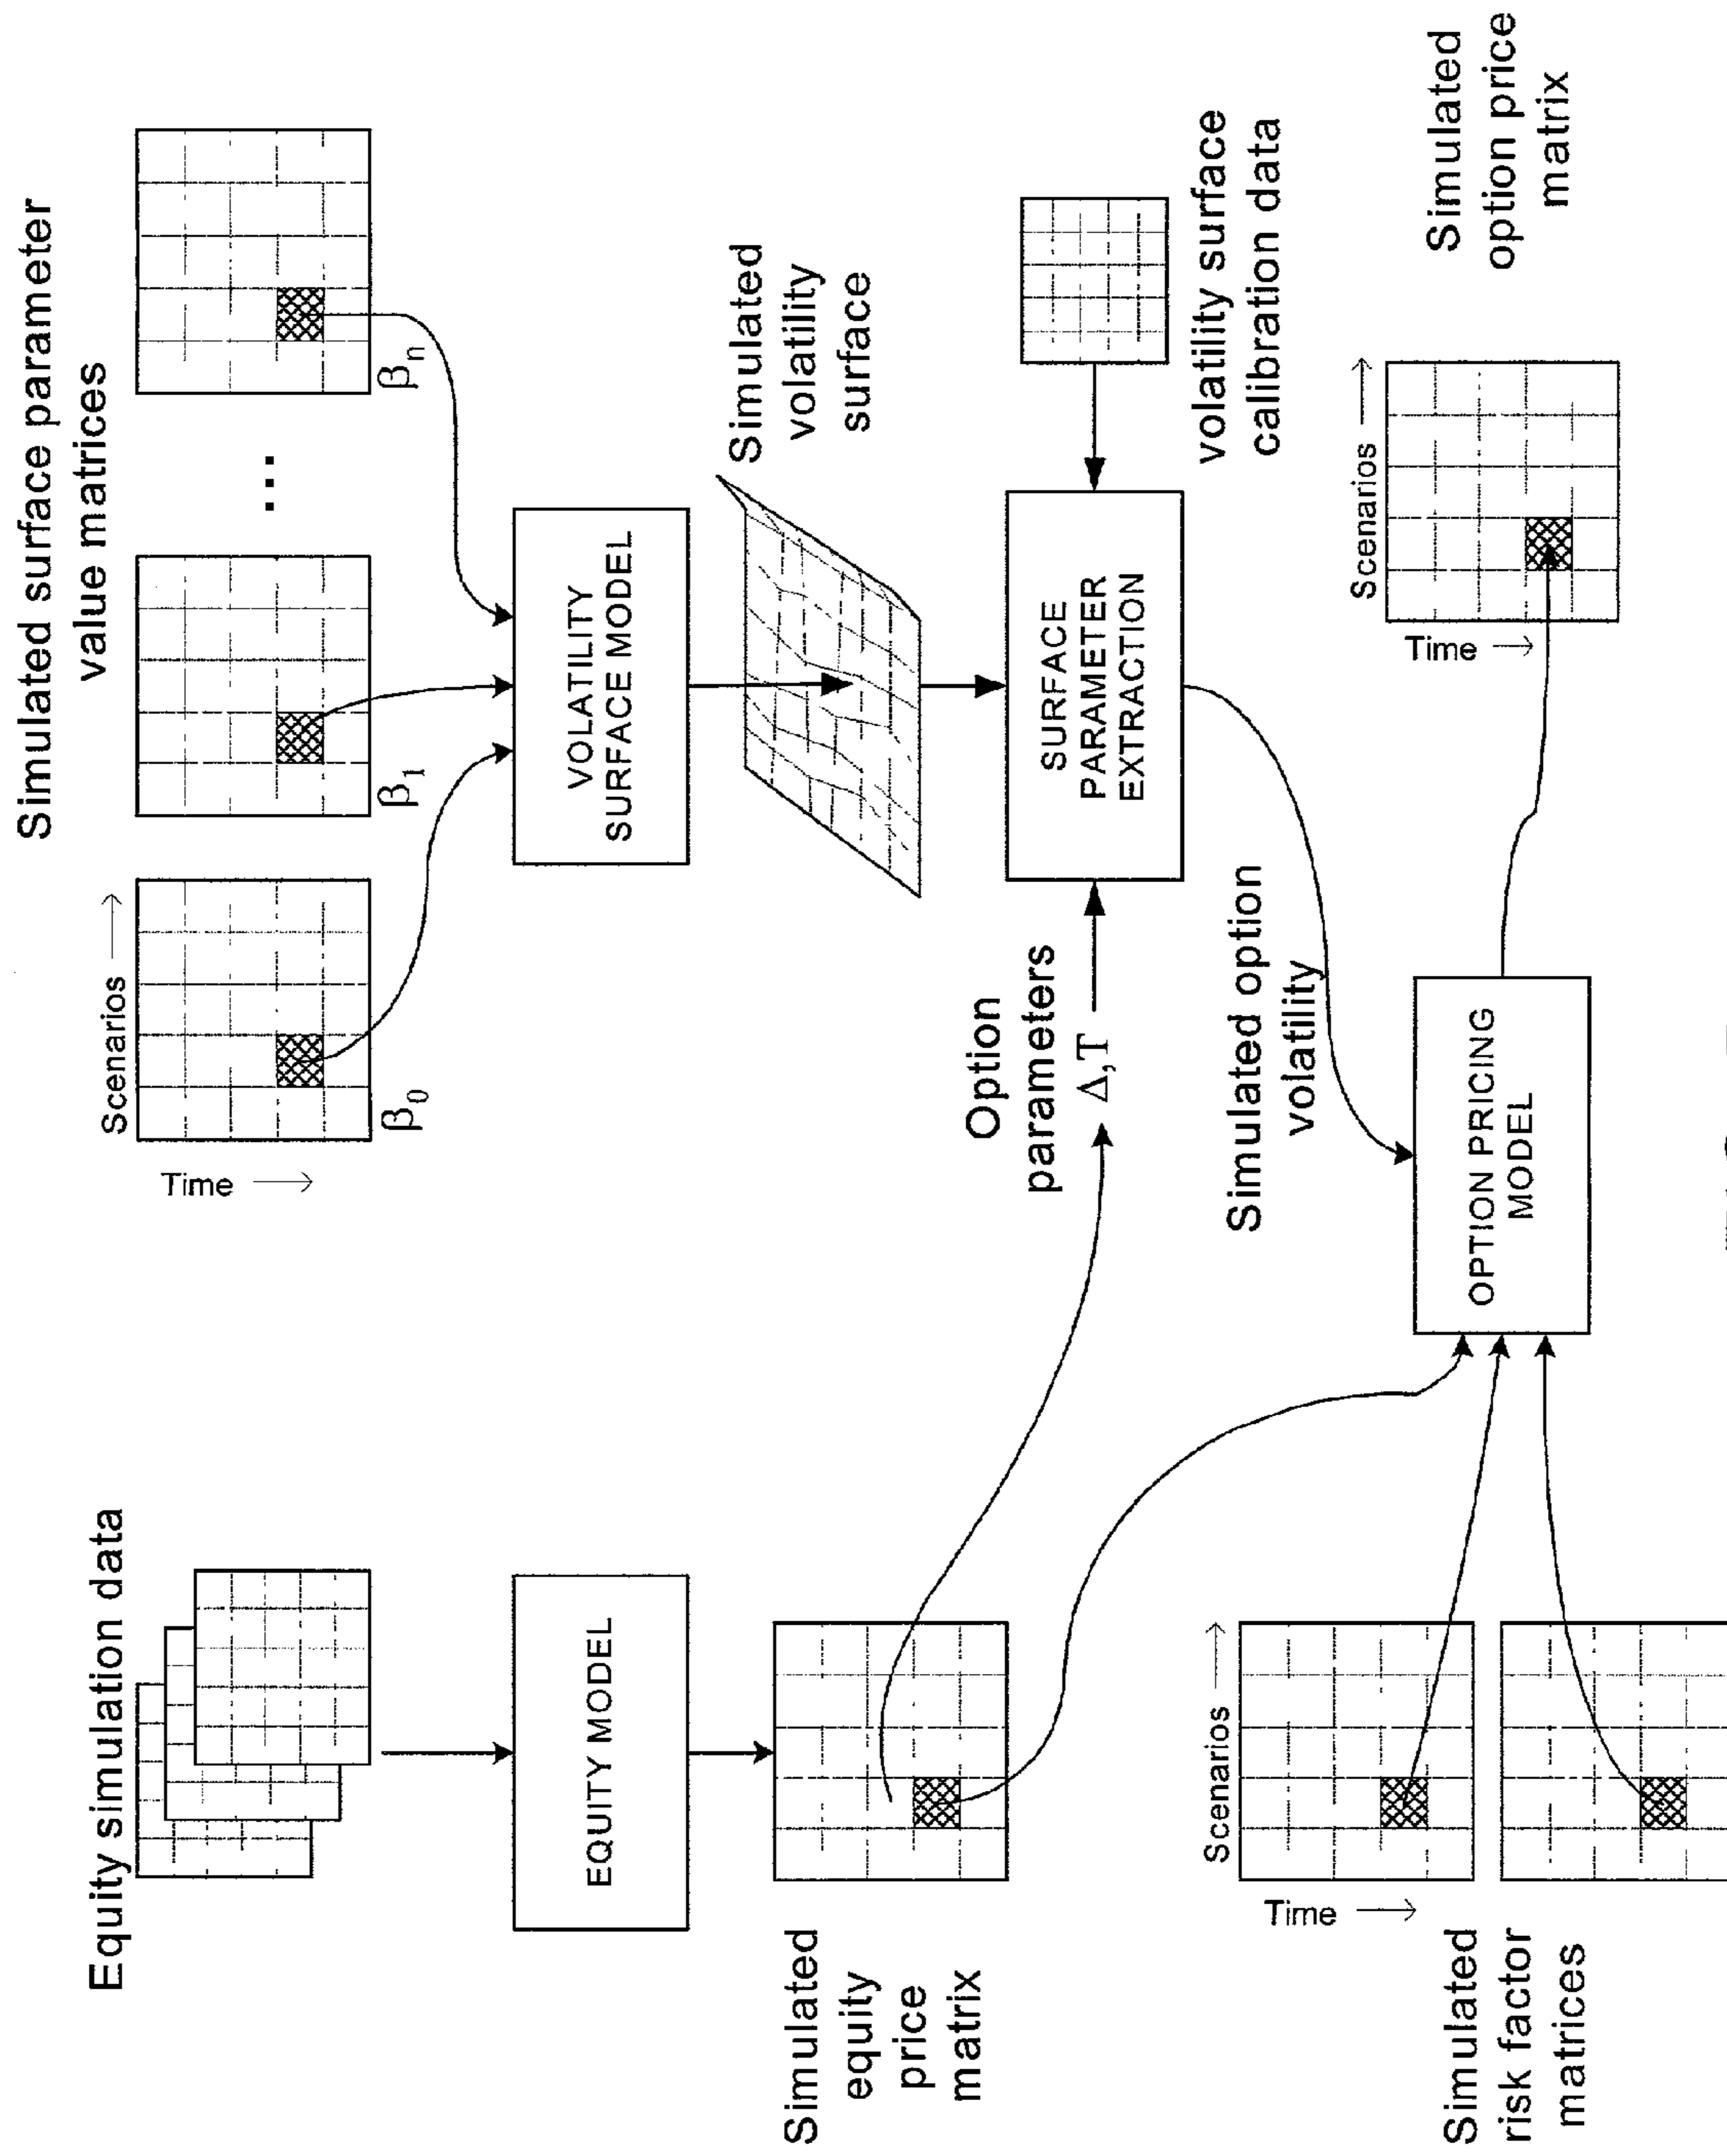 Simulated surface parameter
value matrices
Equity simulation data
Scenarios
Time
β0
β1
...
βn
EQUITY MODEL
VOLATILITY
SURFACE MODEL
Simulated
volatility
surface
Simulated
equity
price
matrix
Option
parameters
Δ,T
SURFACE
PARAMETER
EXTRACTION
volatility surface
calibration data
Simulated option
volatility
Scenarios
Time
Simulated
risk factor
matrices
OPTION PRICING
MODEL
Scenarios
Time
Simulated
option price
matrix